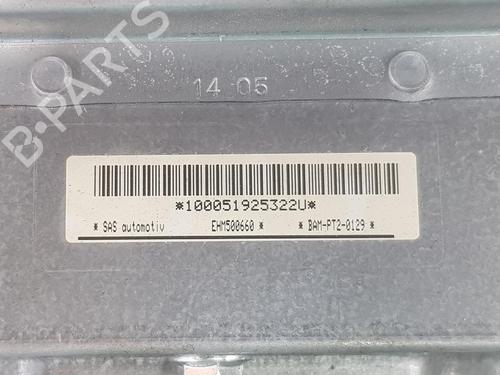 B-PARTS
14 05
*100051925322U*
* SAS automotiv EHM500660 * * BAM-PT2-0129 *